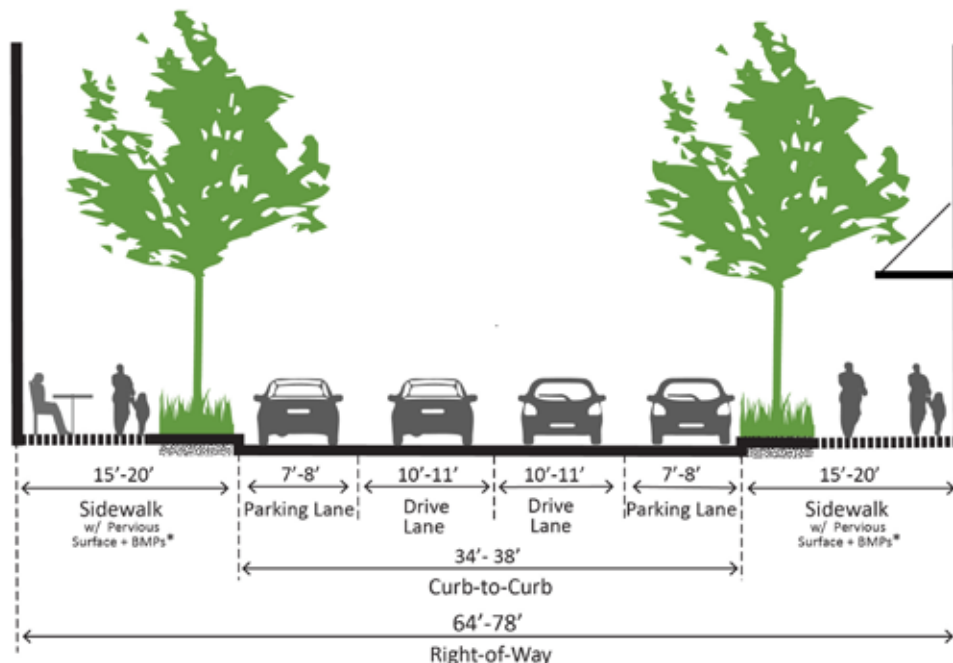 15’-20’
7’-8’
10’-11’
10’-11’
7’-8’
15’-20’
Sidewalk
w/ Pervious
Surface + BMPs*
Parking Lane
Drive
Lane
Drive
Lane
Parking Lane
Sidewalk
w/ Pervious
Surface + BMPs*
34’- 38’
Curb-to-Curb
64’-78’
Right-of-Way